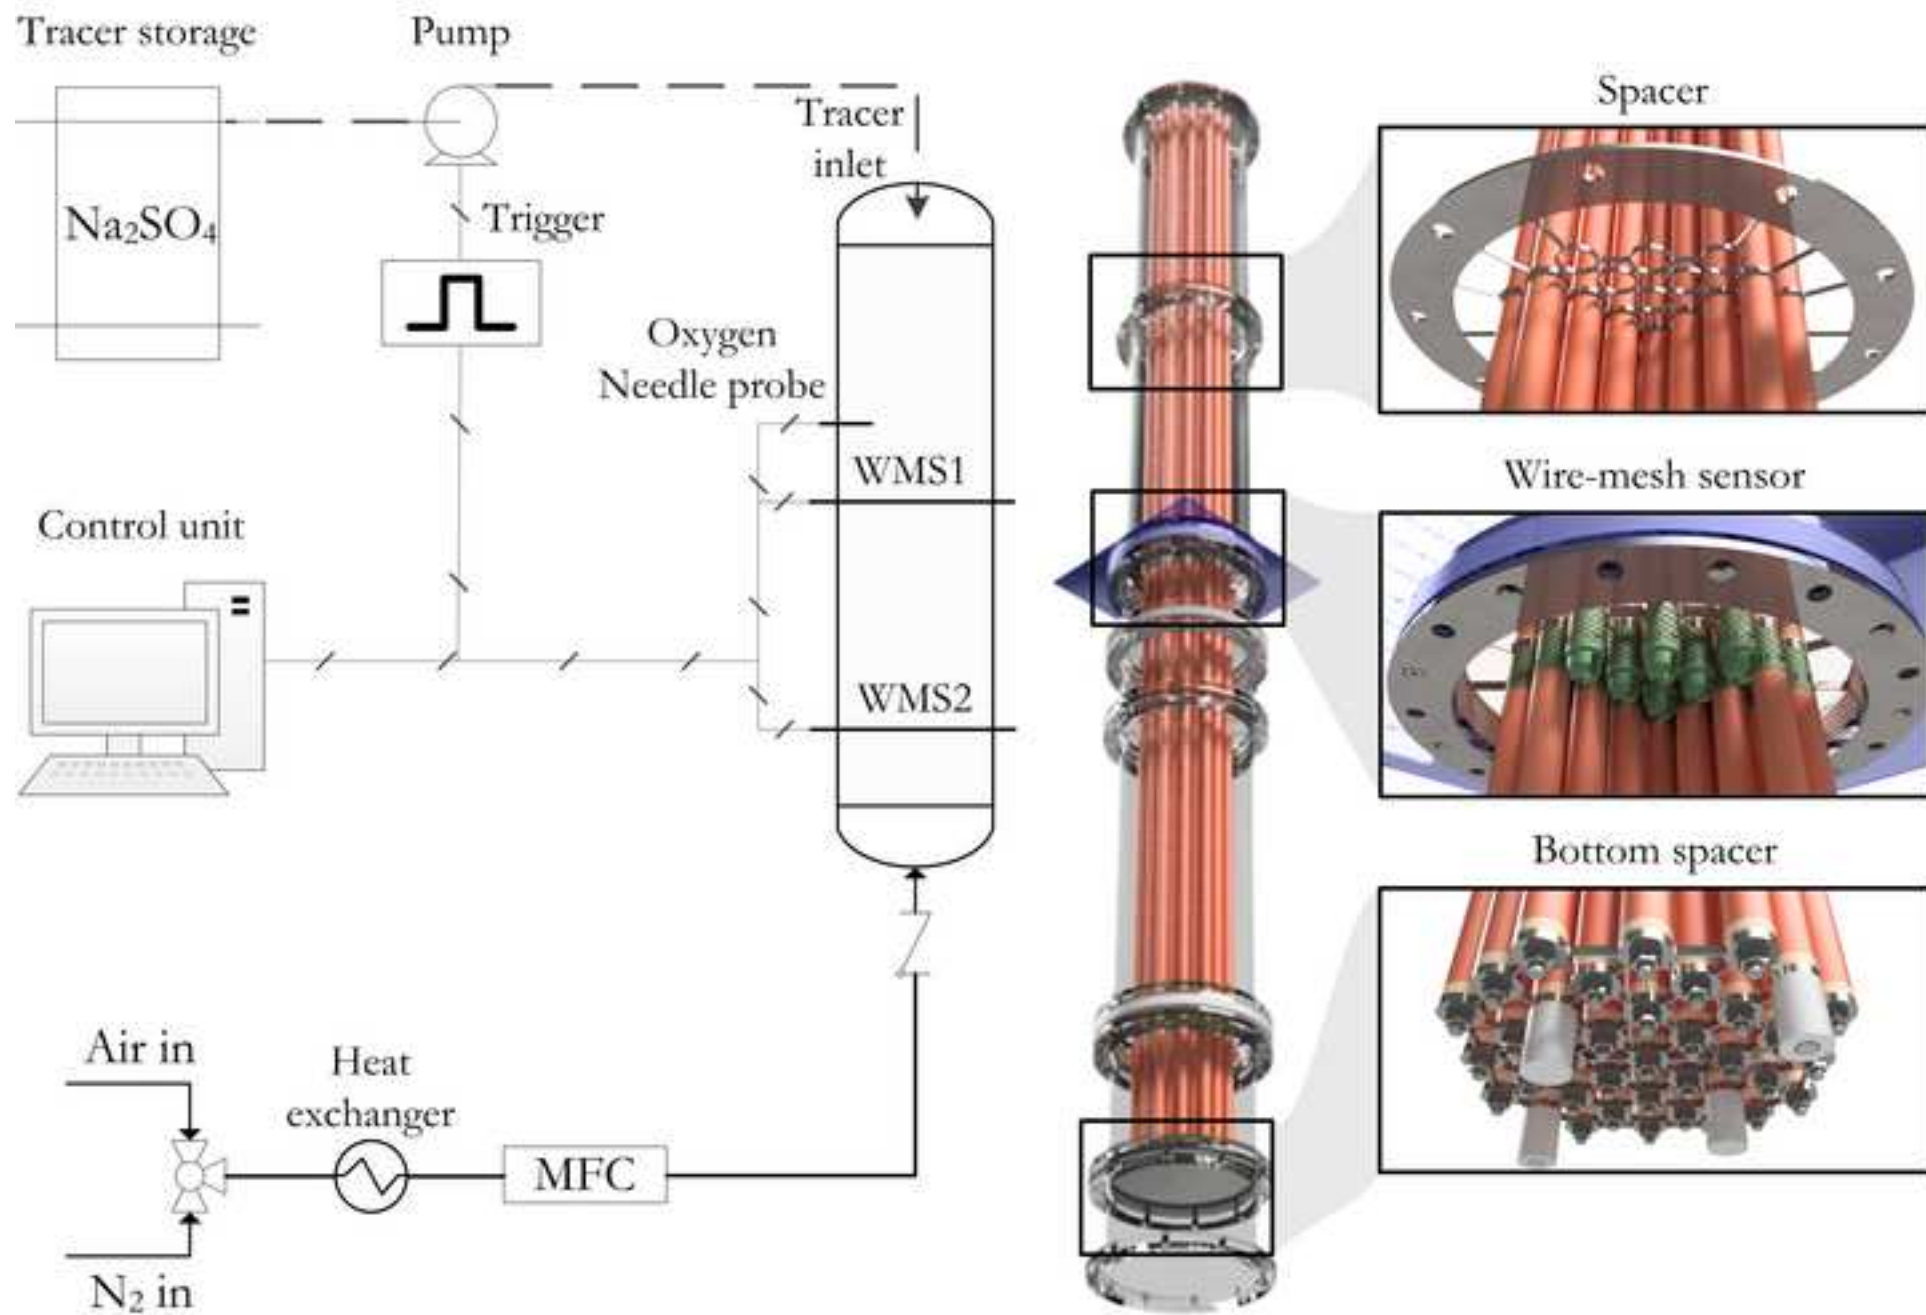 Tracer storage
Pump
Tracer
inlet
Na₂SO₄
Trigger
Oxygen
Needle probe
WMS1
Control unit
WMS2
Air in
Heat
exchanger
MFC
N₂ in
Spacer
Wire-mesh sensor
Bottom spacer